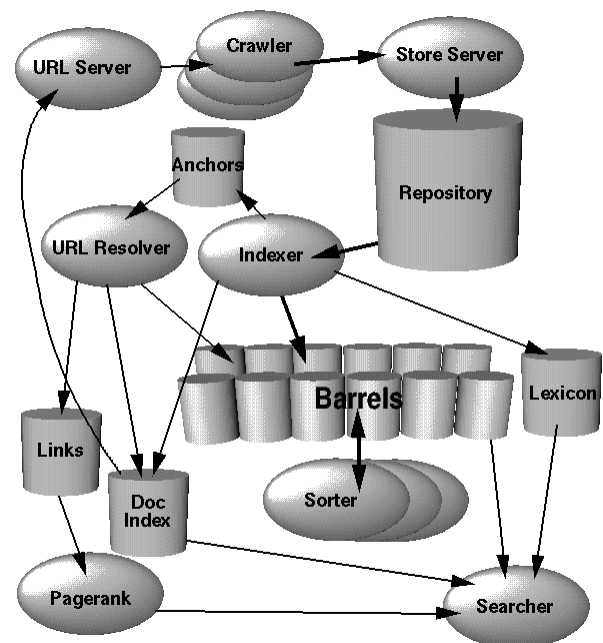 Crawler
URL Server
Store Server
Anchors
Repository
URL Resolver
Indexer
Barrels
Lexicon
Links
Sorter
Doc
Index
Pagerank
Searcher